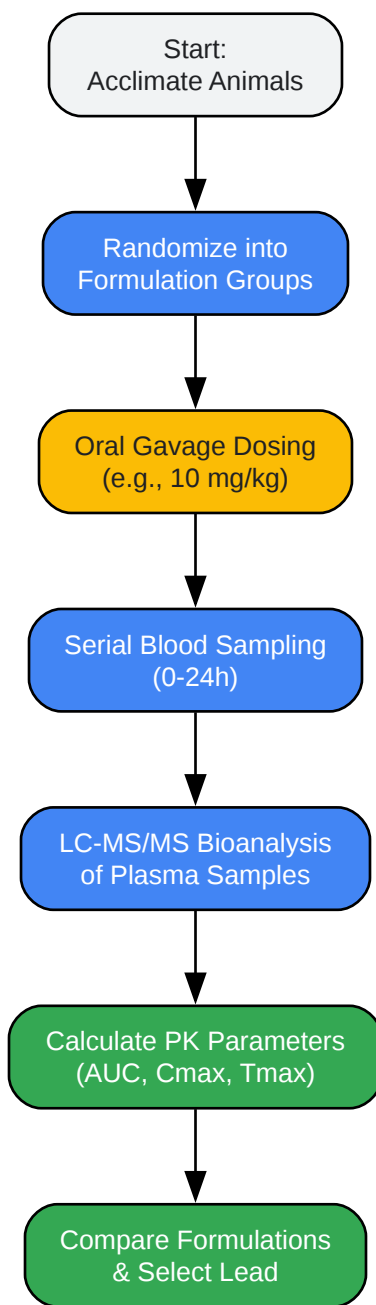 Start:
Acclimate Animals
Randomize into
Formulation Groups
Oral Gavage Dosing
(e.g., 10 mg/kg)
Serial Blood Sampling
(0-24h)
LC-MS/MS Bioanalysis
of Plasma Samples
Calculate PK Parameters
(AUC, Cmax, Tmax)
Compare Formulations
& Select Lead